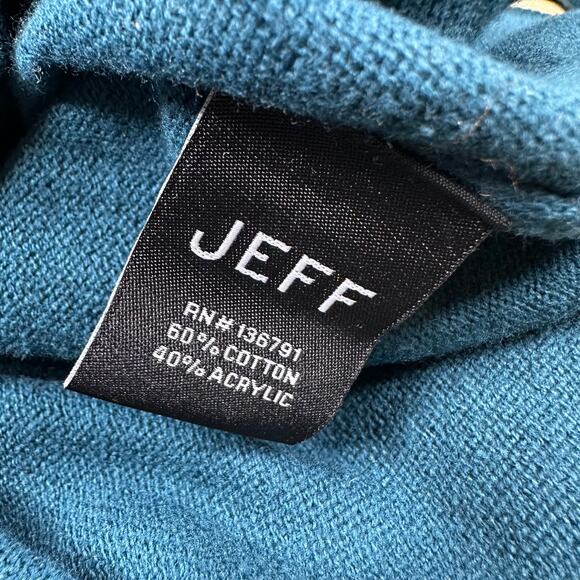 JEFF
RN# 136791
60% COTTON
40% ACRYLIC